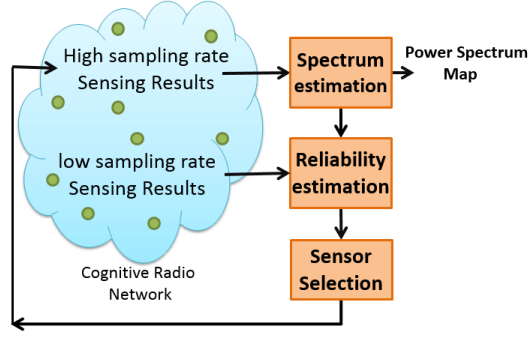 High sampling rate
Sensing Results
Spectrum
estimation
Power Spectrum
Map
low sampling rate
Sensing Results
Reliability
estimation
Sensor
Selection
Cognitive Radio
Network